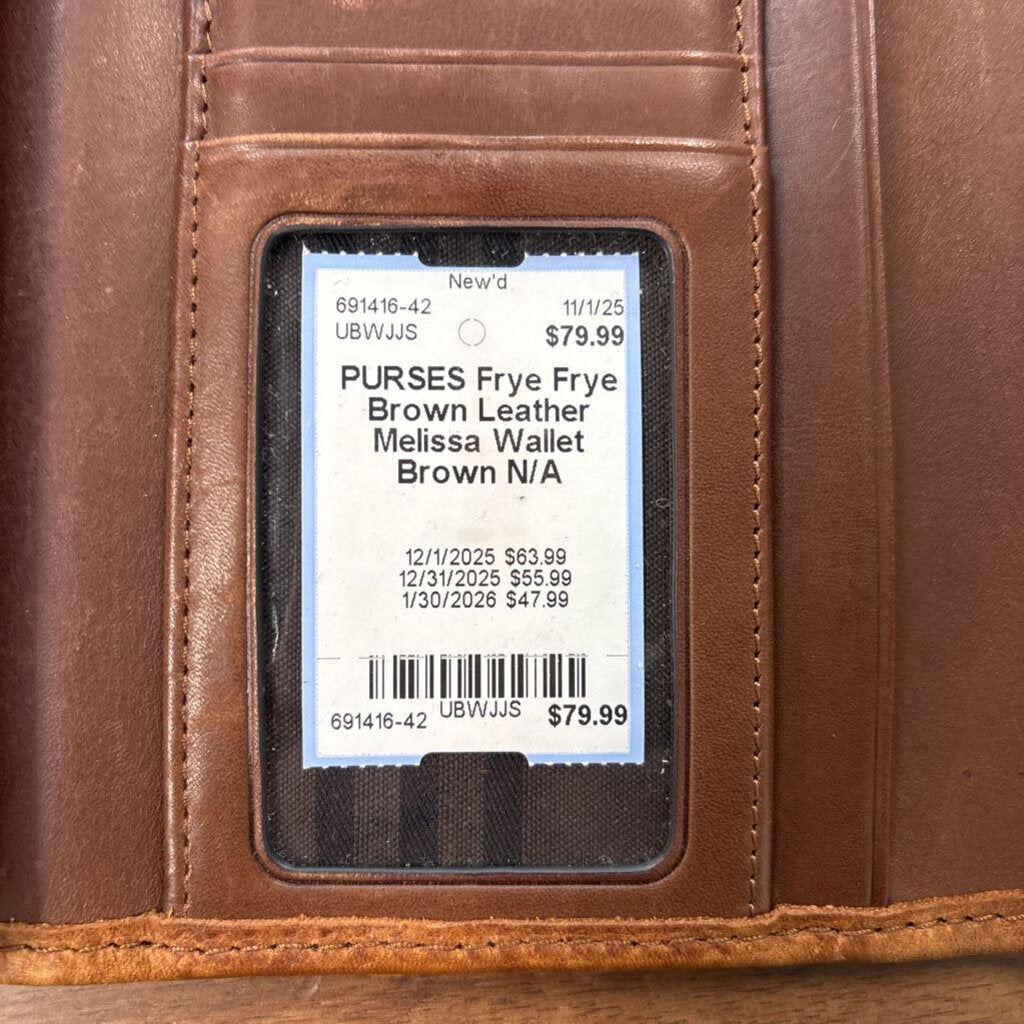 New'd
691416-42 11/1/25
UBWJJS $79.99
PURSES Frye Frye
Brown Leather
Melissa Wallet
Brown N/A
12/1/2025 $63.99
12/31/2025 $55.99
1/30/2026 $47.99
691416-42 UBWJJS $79.99